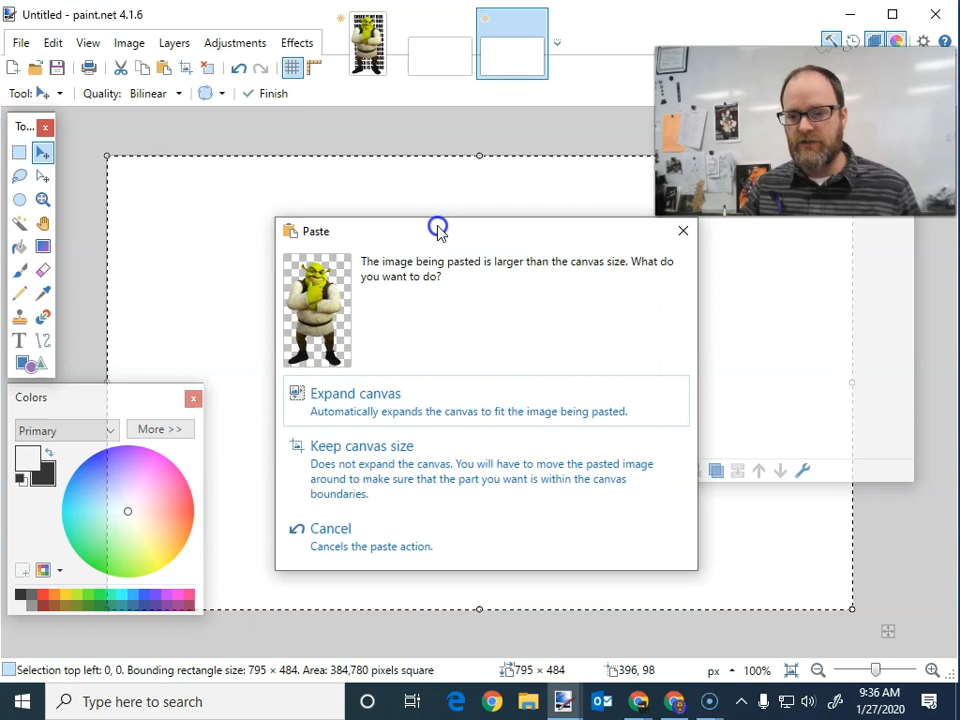 Untitled - paint.net 4.1.6
File Edit View Image Layers Adjustments Effects
Tool: Quality: Bilinear Finish
To...
Paste
The image being pasted is larger than the canvas size. What do
you want to do?
Expand canvas
Automatically expands the canvas to fit the image being pasted.
Keep canvas size
Does not expand the canvas. You will have to move the pasted image
around to make sure that the part you want is within the canvas
boundaries.
Cancel
Cancels the paste action.
Colors
Primary More >>
Selection top left: 0, 0. Bounding rectangle size: 795 × 484. Area: 384,780 pixels square 795 × 484 396, 98 px 100%
Type here to search
9:36 AM
1/27/2020